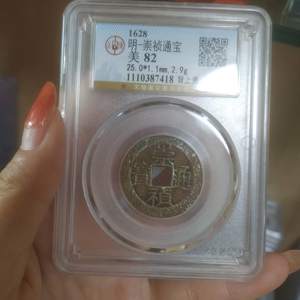 1628
明-崇祯通宝
美 82
25.0*1.1mm,2.9g
1110387418
崇
寶 通
禎